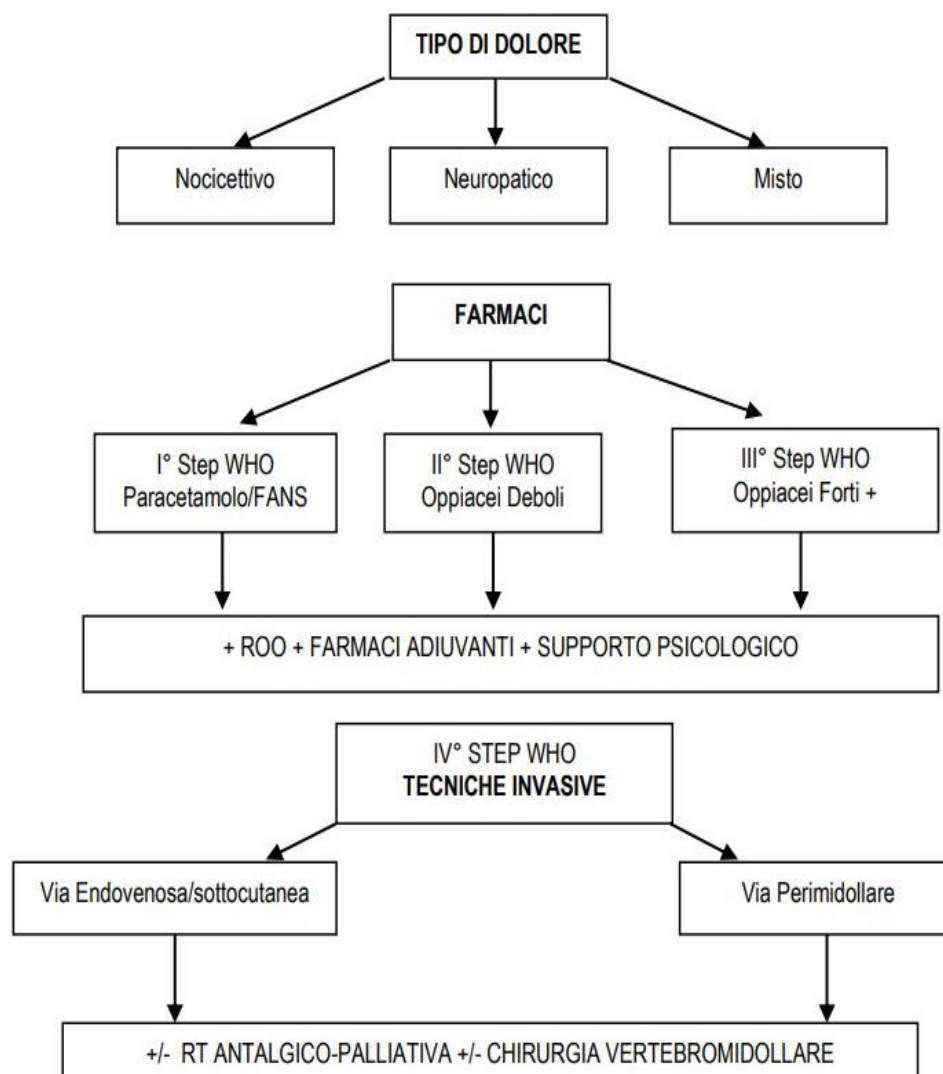 TIPO DI DOLORE
Nocicettivo
Neuropatico
Misto
FARMACI
I° Step WHO
Paracetamolo/FANS
II° Step WHO
Oppiacei Deboli
III° Step WHO
Oppiacei Forti +
+ ROO + FARMACI ADIUVANTI + SUPPORTO PSICOLOGICO
IV° STEP WHO
TECNICHE INVASIVE
Via Endovenosa/sottocutanea
Via Perimidollare
+/- RT ANTALGICO-PALLIATIVA +/- CHIRURGIA VERTEBROMIDOLLARE